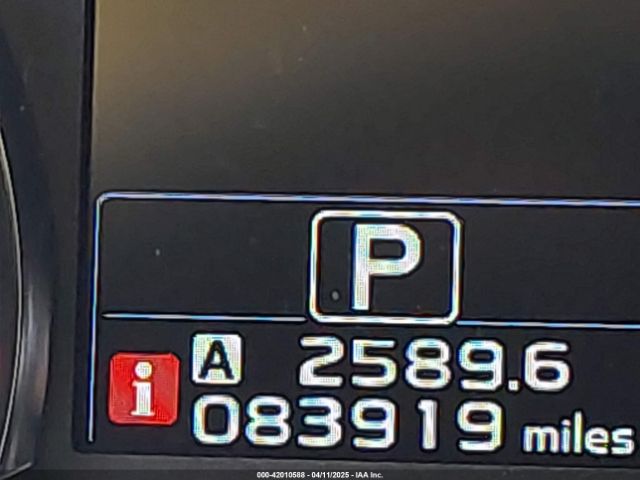 P
A 2589.6
i 083919 miles
000-42010588 - 04/11/2025 - IAA Inc.